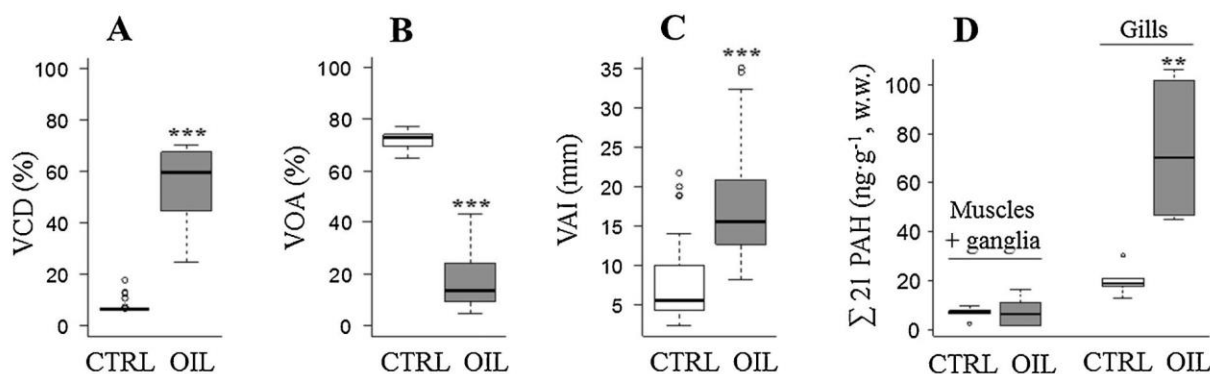 A
VCD (%)
100
80
60
40
20
0
***
CTRL OIL
B
VOA (%)
100
80
60
40
20
0
***
CTRL OIL
C
VAI (mm)
35
30
25
20
15
10
5
***
CTRL OIL
D
∑ 21 PAH (ng·g⁻¹, w.w.)
100
80
60
40
20
0
Muscles
+ ganglia
Gills
**
CTRL OIL
CTRL OIL